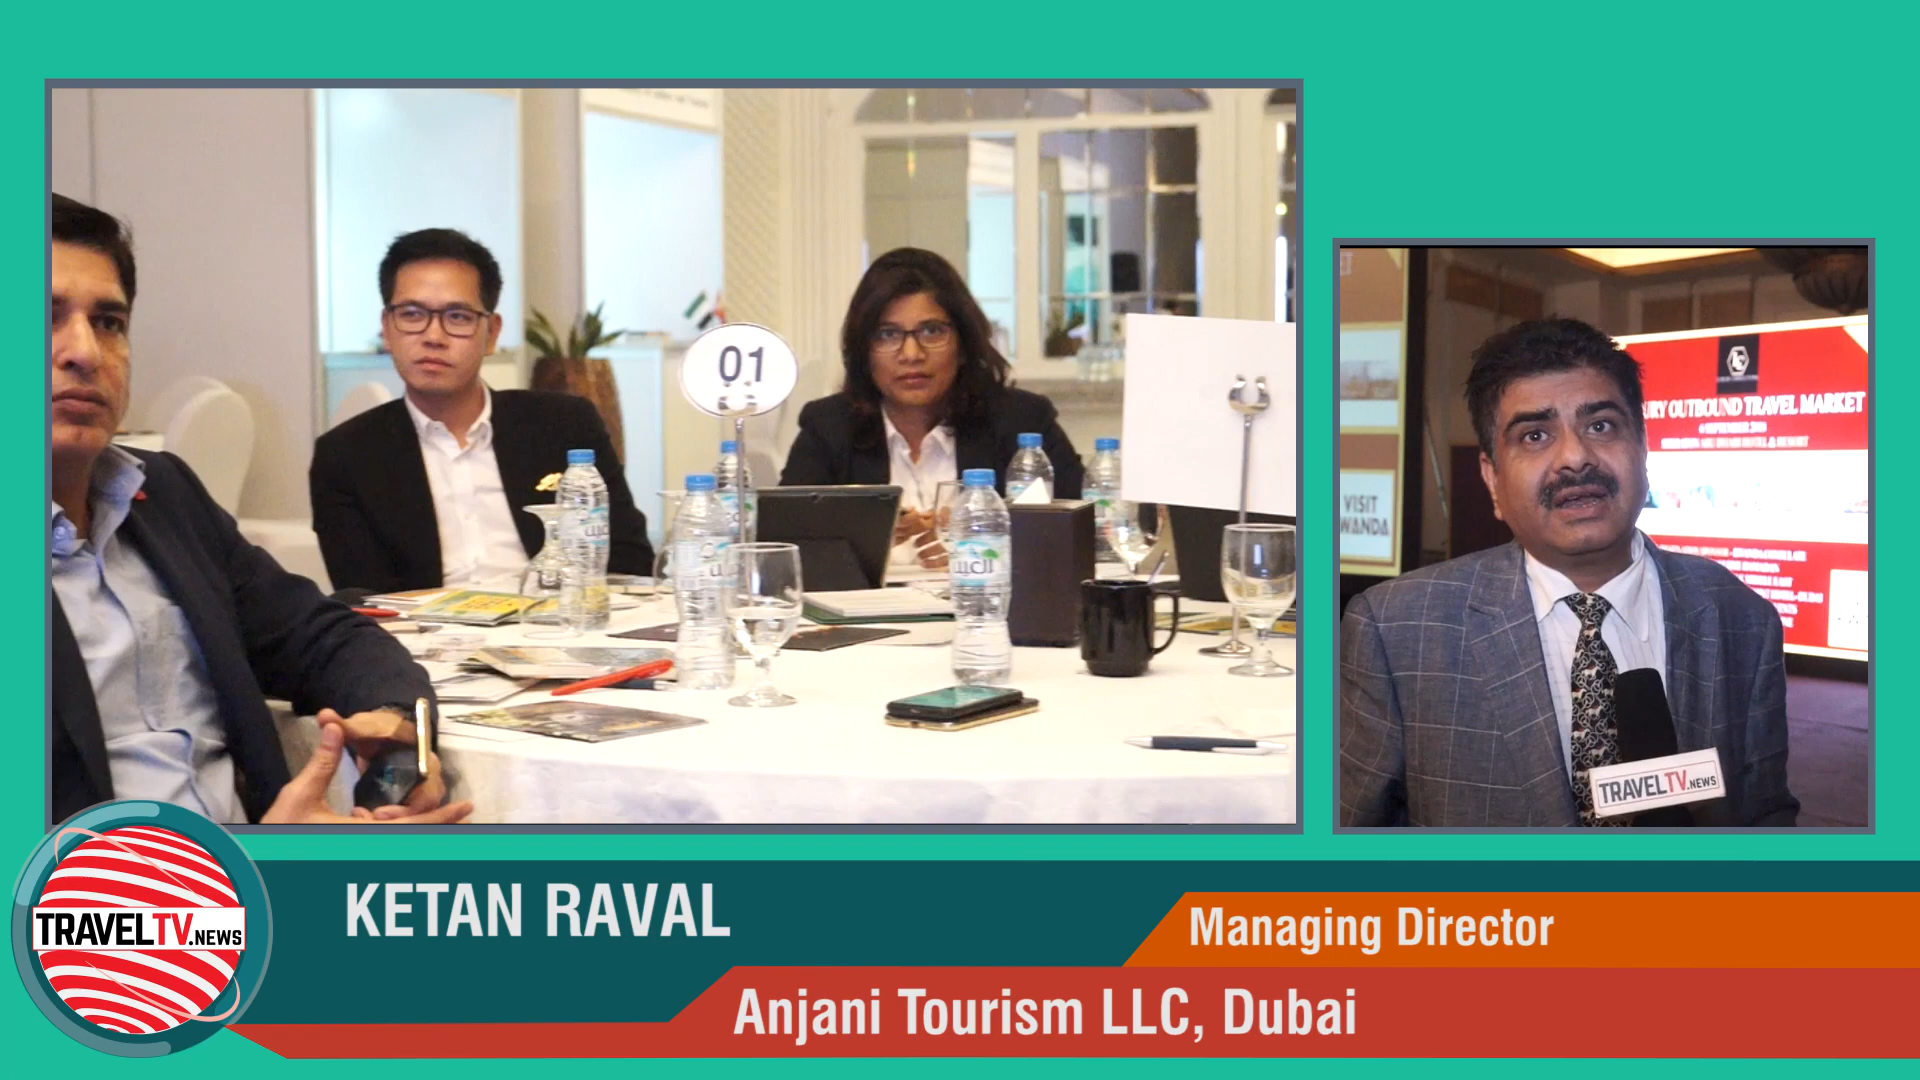 01
VISIT
WANDA
URY OUTBOUND TRAVEL MARKET
TRAVELTV.NEWS
TRAVELTV.NEWS
KETAN RAVAL
Managing Director
Anjani Tourism LLC, Dubai